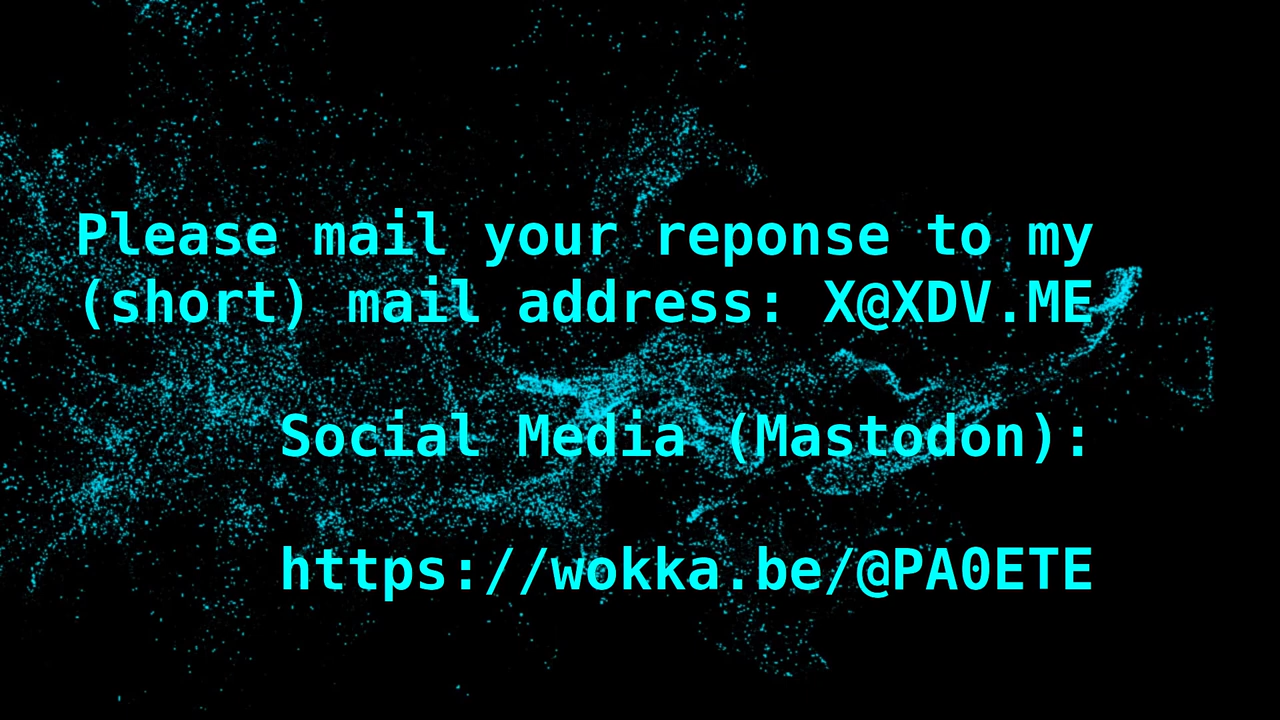 Please mail your reponse to my
(short) mail address: X@XDV.ME
Social Media (Mastodon):
https://wokka.be/@PA0ETE